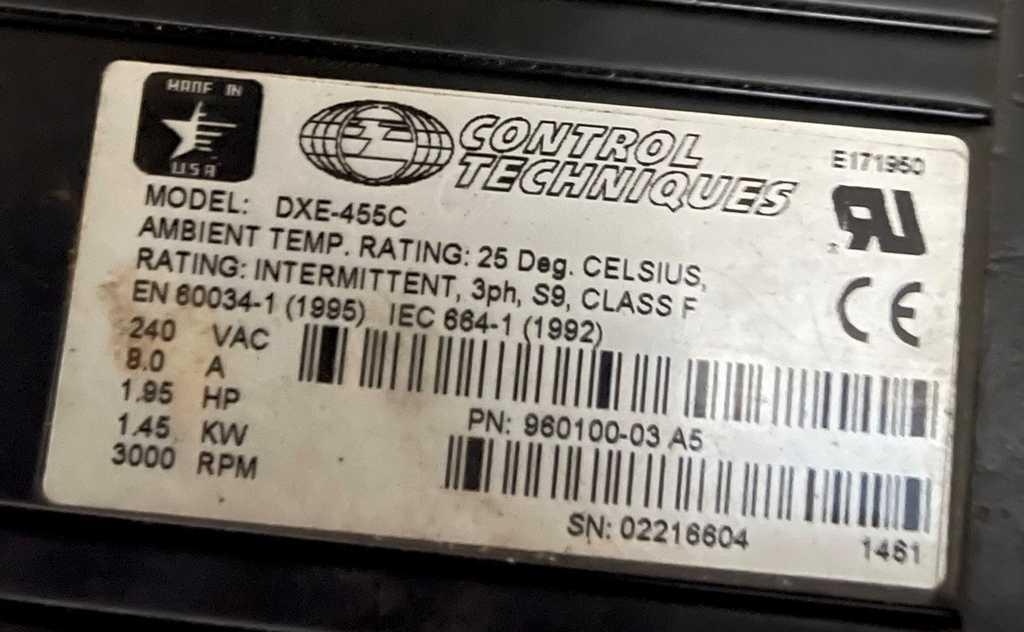 MADE IN
USA
CONTROL
TECHNIQUES
E171950
MODEL: DXE-455C
AMBIENT TEMP. RATING: 25 Deg. CELSIUS,
RATING: INTERMITTENT, 3ph, S9, CLASS F
EN 60034-1 (1995) IEC 664-1 (1992)
CE
240 VAC
8.0 A
1.95 HP
1.45 KW
3000 RPM
PN: 960100-03 A5
SN: 02216604
1461